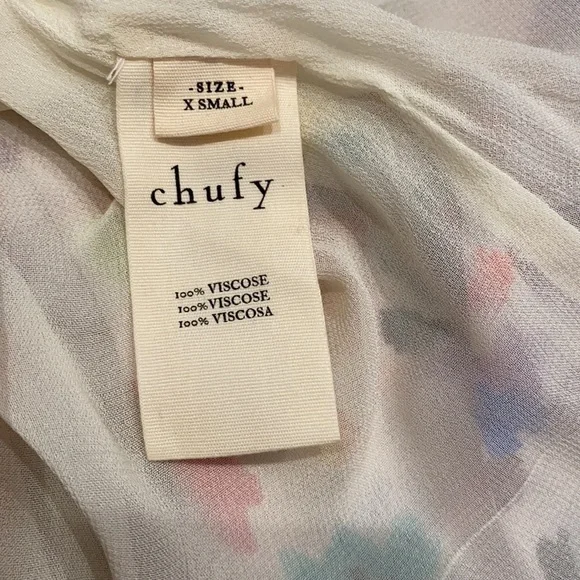 -SIZE-
X SMALL
chufy
100% VISCOSE
100% VISCOSE
100% VISCOSA